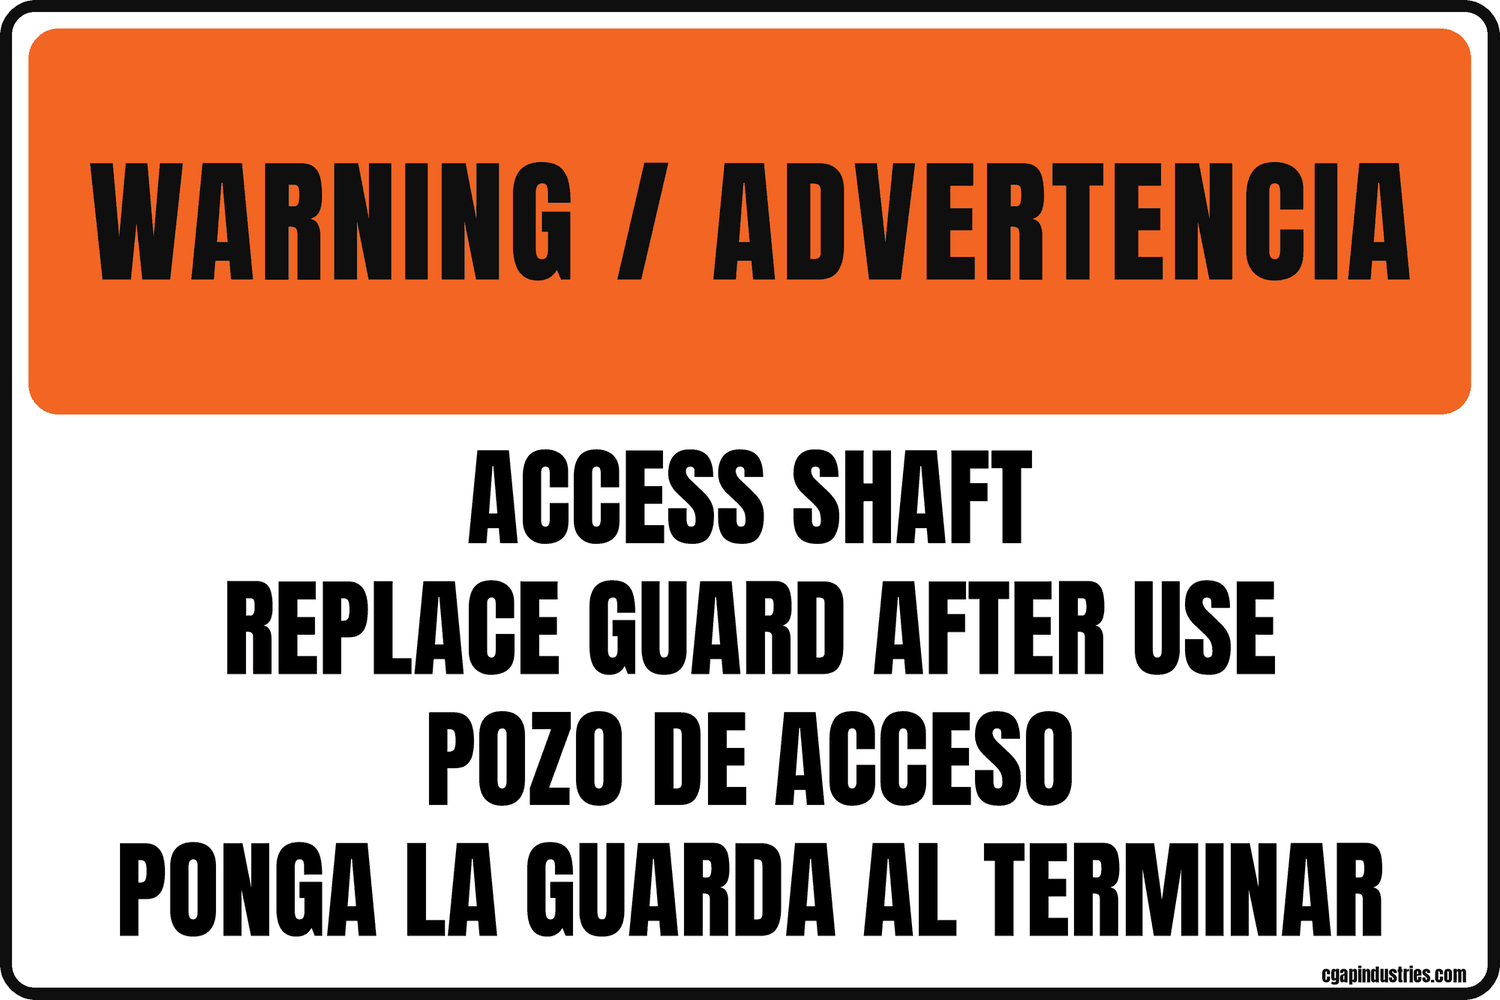 WARNING / ADVERTENCIA
ACCESS SHAFT
REPLACE GUARD AFTER USE
POZO DE ACCESO
PONGA LA GUARDA AL TERMINAR
cgapindustries.com